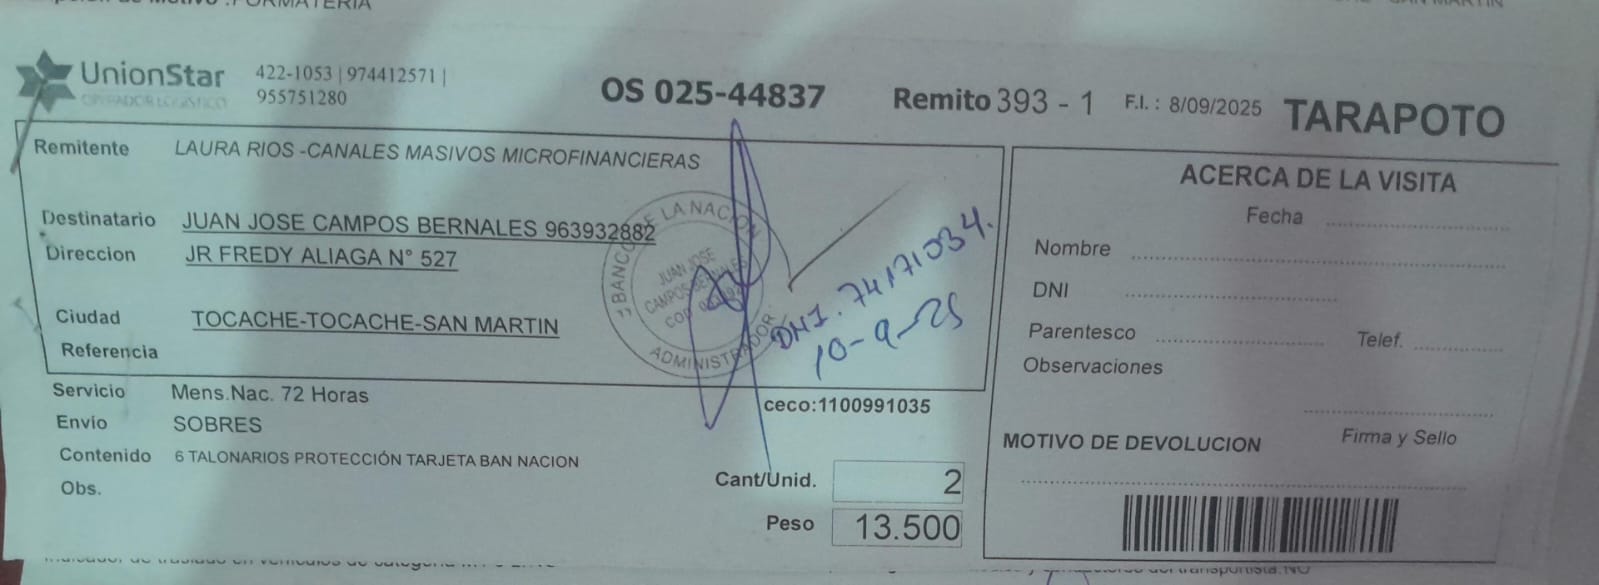 UnionStar
OPERADOR LOGISTICO
422-1053 | 974412571 |
955751280
OS 025-44837
Remito 393 - 1
F.I. : 8/09/2025
TARAPOTO
Remitente LAURA RIOS -CANALES MASIVOS MICROFINANCIERAS
Destinatario JUAN JOSE CAMPOS BERNALES 963932882
Direccion JR FREDY ALIAGA N° 527
Ciudad TOCACHE-TOCACHE-SAN MARTIN
Referencia
BANCO DE LA NACION
JUAN JOSE
CAMPOS BERNALES
COD.
ADMINISTRADOR
DNI. 74171034.
10-9-25
Servicio Mens.Nac. 72 Horas
Envío SOBRES
Contenido 6 TALONARIOS PROTECCIÓN TARJETA BAN NACION
Obs.
ceco:1100991035
Cant/Unid. 2
Peso 13.500
ACERCA DE LA VISITA
Fecha
Nombre
DNI
Parentesco Telef.
Observaciones
Firma y Sello
MOTIVO DE DEVOLUCION